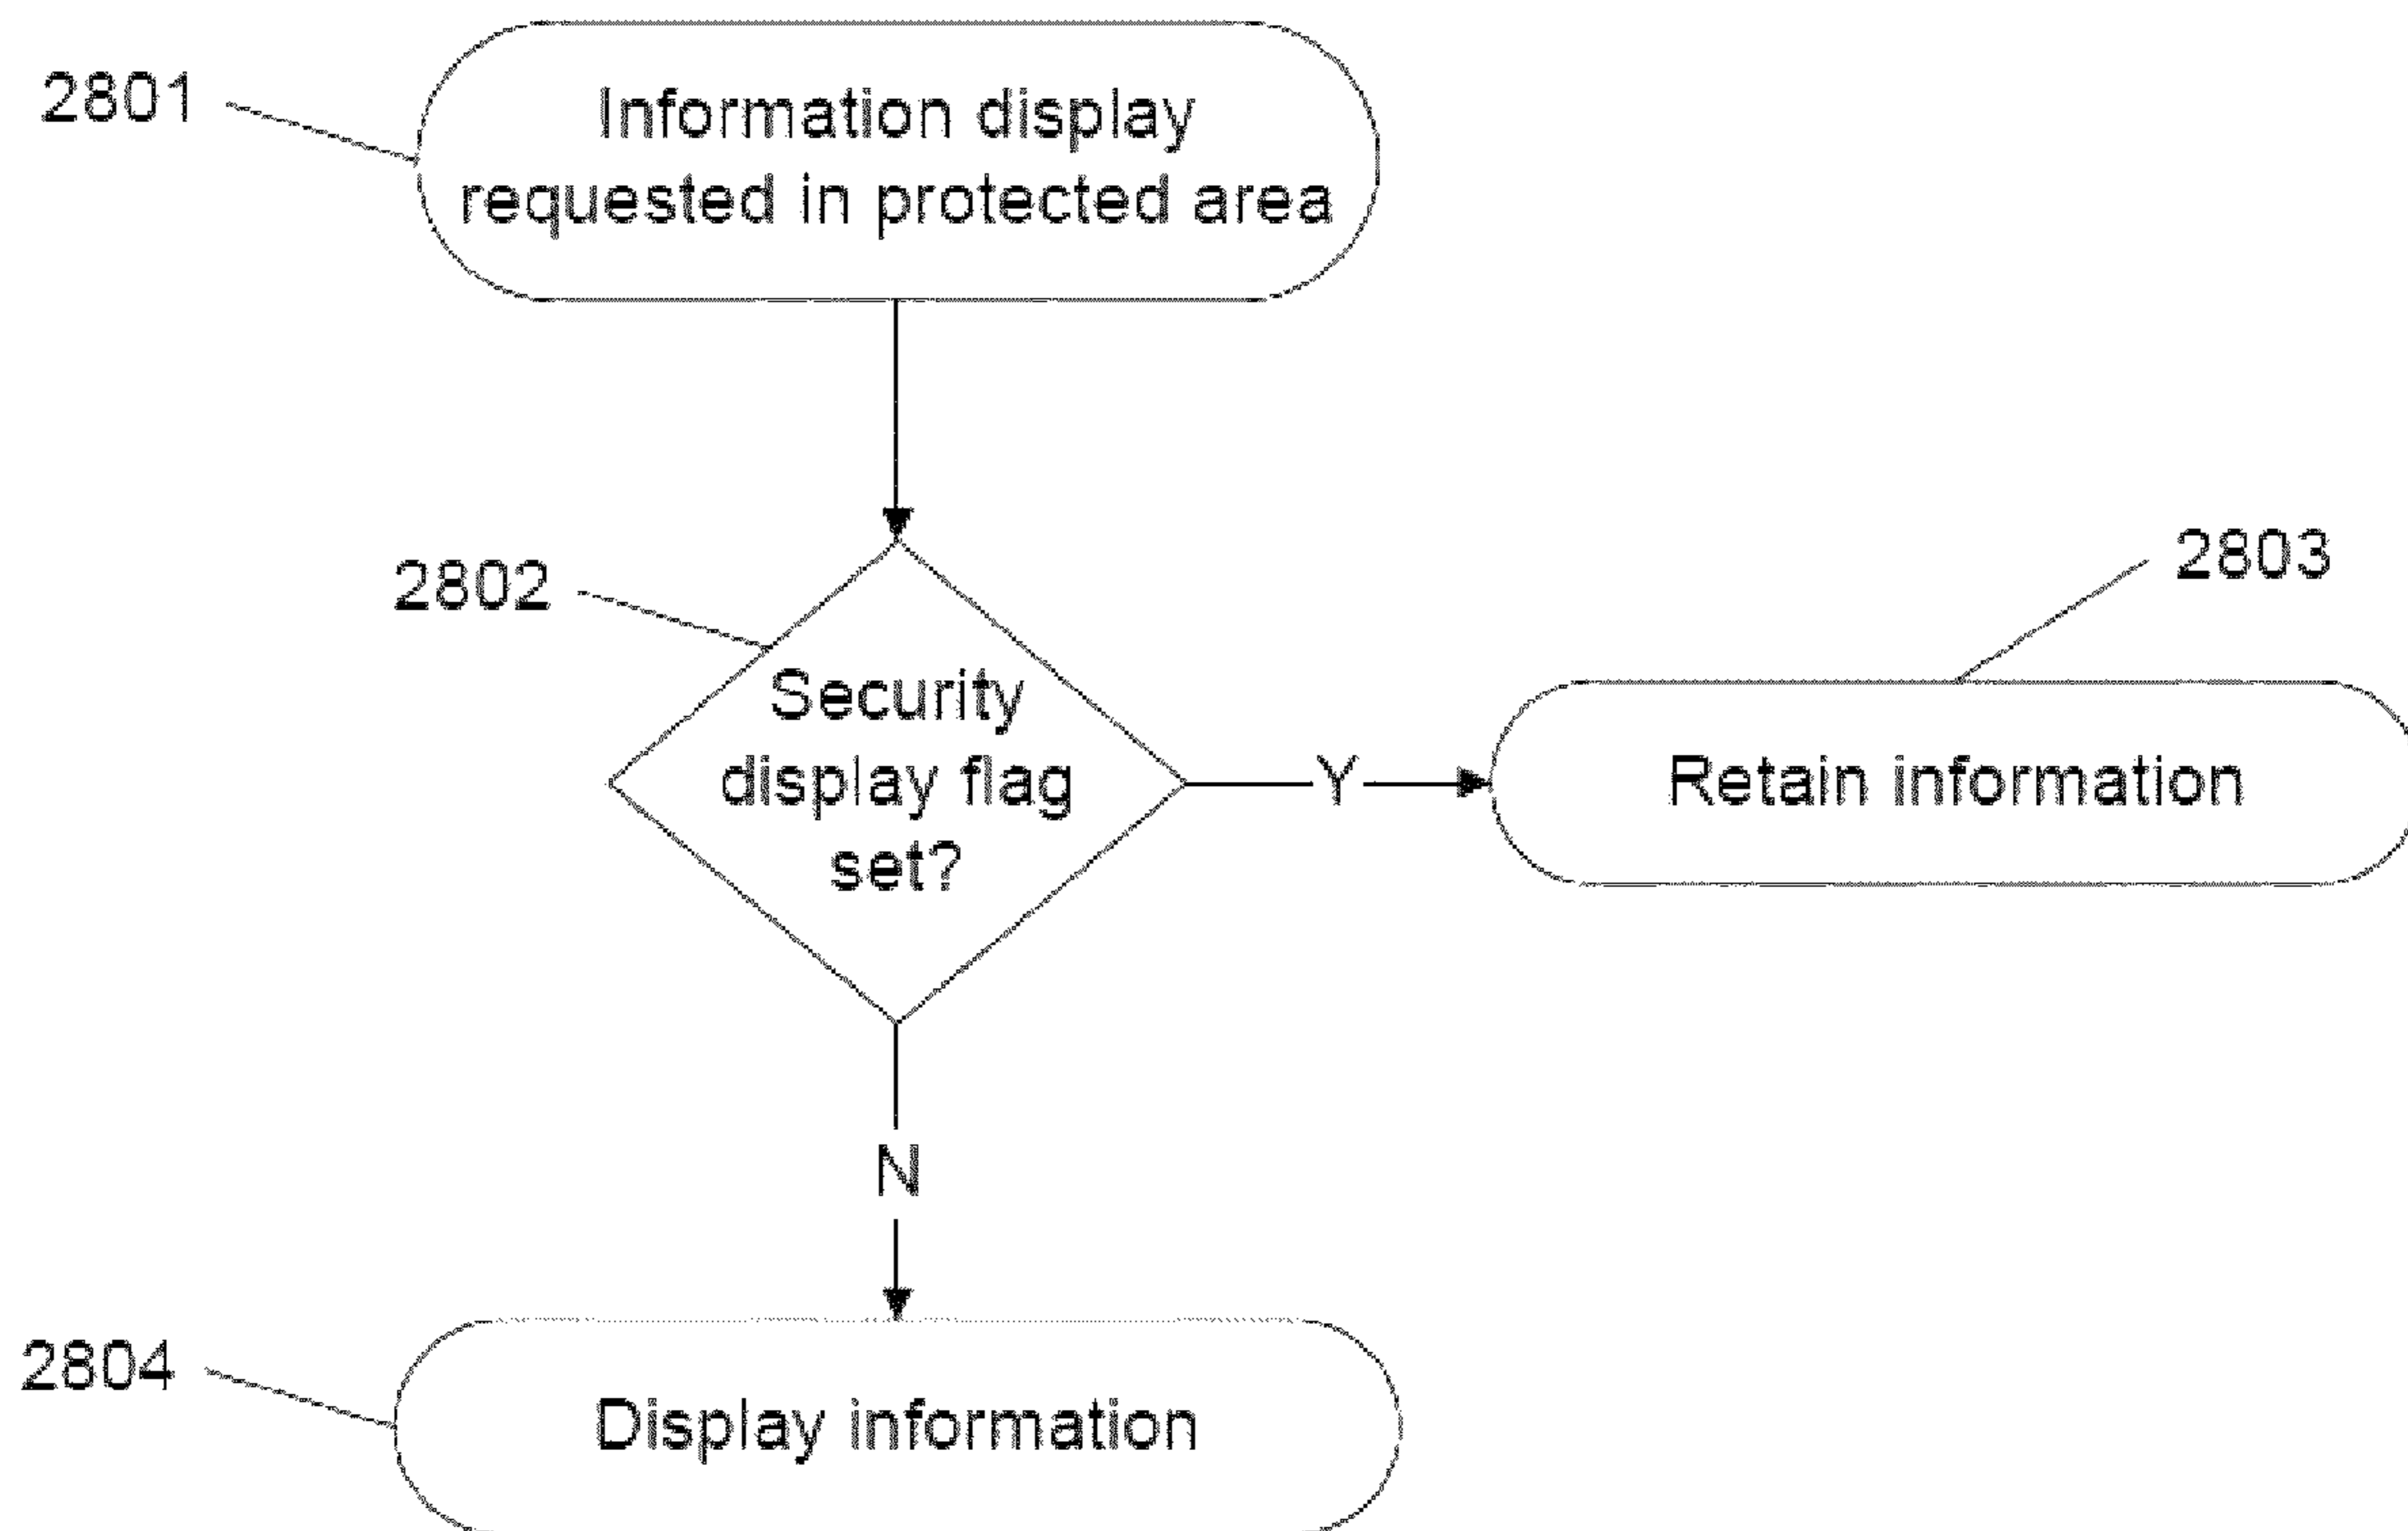 2801
Information display
requested in protected area
2802
Security
display flag
set?
Y
2803
Retain information
N
2804
Display information